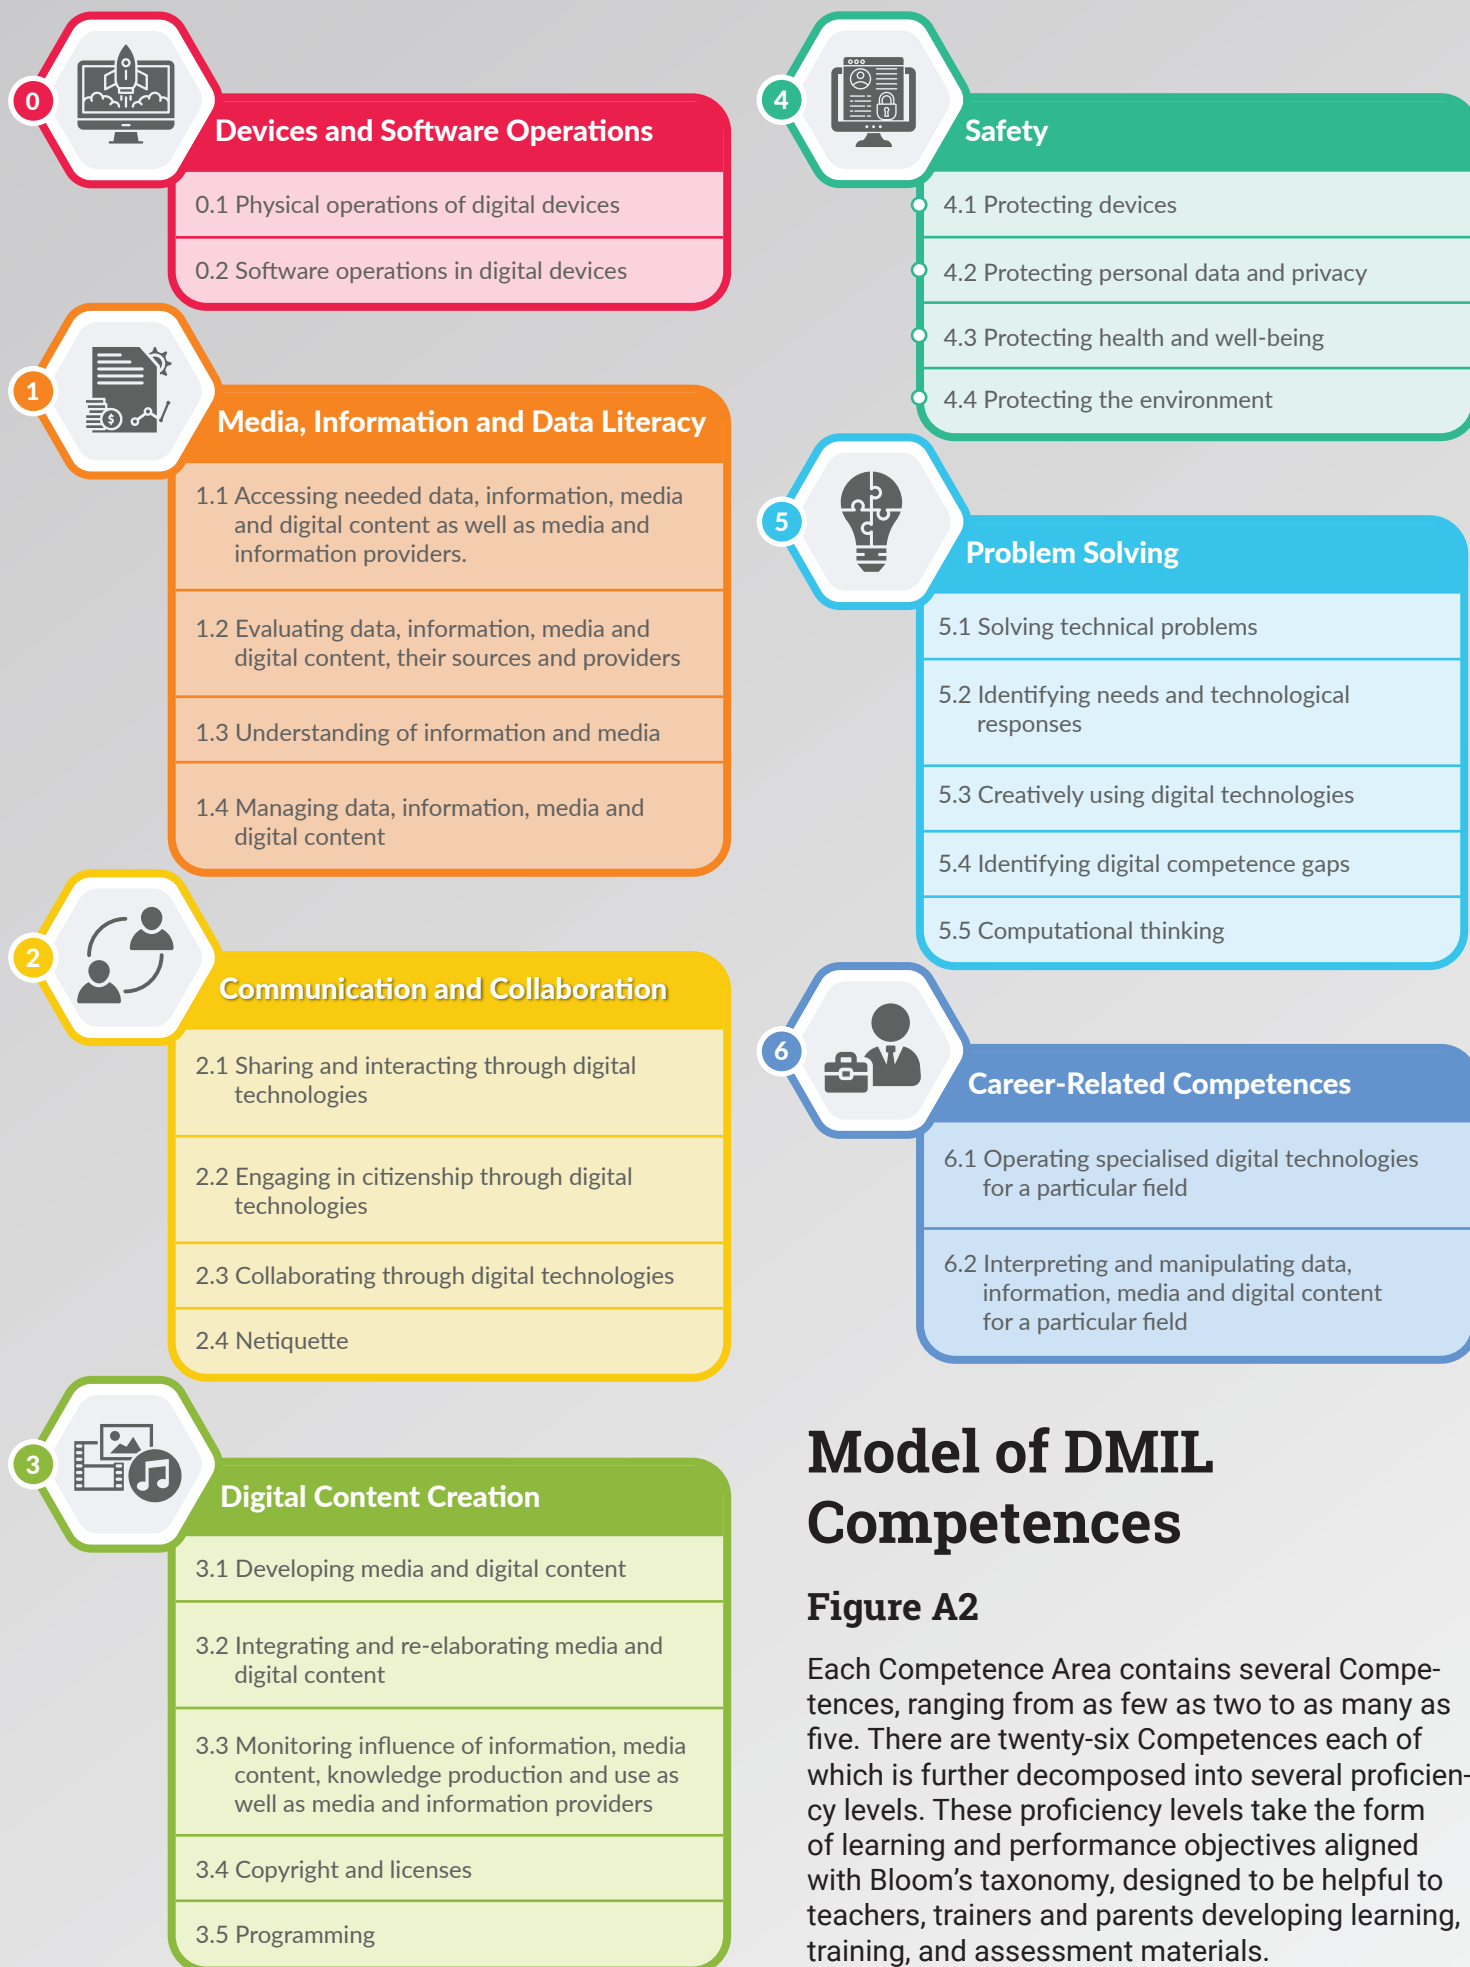 0
Devices and Software Operations
0.1 Physical operations of digital devices
0.2 Software operations in digital devices
1
$
Media, Information and Data Literacy
1.1 Accessing needed data, information, media
and digital content as well as media and
information providers.
1.2 Evaluating data, information, media and
digital content, their sources and providers
1.3 Understanding of information and media
1.4 Managing data, information, media and
digital content
2
Communication and Collaboration
2.1 Sharing and interacting through digital
technologies
2.2 Engaging in citizenship through digital
technologies
2.3 Collaborating through digital technologies
2.4 Netiquette
3
Digital Content Creation
3.1 Developing media and digital content
3.2 Integrating and re-elaborating media and
digital content
3.3 Monitoring influence of information, media
content, knowledge production and use as
well as media and information providers
3.4 Copyright and licenses
3.5 Programming
4
Safety
4.1 Protecting devices
4.2 Protecting personal data and privacy
4.3 Protecting health and well-being
4.4 Protecting the environment
5
Problem Solving
5.1 Solving technical problems
5.2 Identifying needs and technological
responses
5.3 Creatively using digital technologies
5.4 Identifying digital competence gaps
5.5 Computational thinking
6
Career-Related Competences
6.1 Operating specialised digital technologies
for a particular field
6.2 Interpreting and manipulating data,
information, media and digital content
for a particular field
Model of DMIL
Competences
Figure A2
Each Competence Area contains several Compe-
tences, ranging from as few as two to as many as
five. There are twenty-six Competences each of
which is further decomposed into several proficien-
cy levels. These proficiency levels take the form
of learning and performance objectives aligned
with Bloom’s taxonomy, designed to be helpful to
teachers, trainers and parents developing learning,
training, and assessment materials.